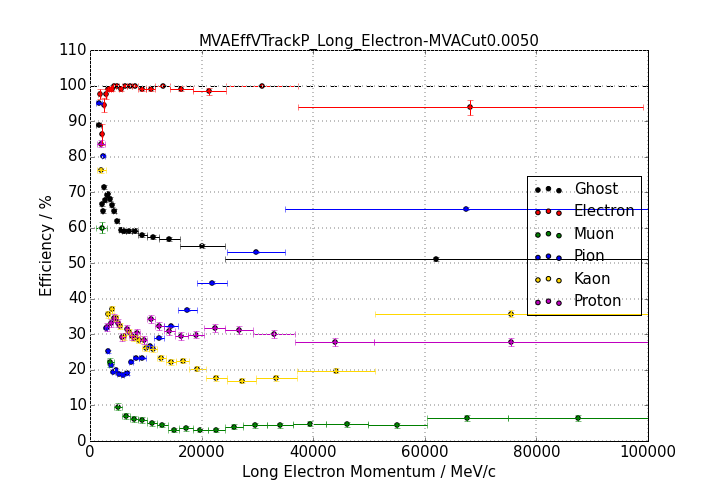 MVAEffVTrackP_Long_Electron-MVACut0.0050
110
100
90
80
70
60
50
40
30
20
10
0
Efficiency / %
Ghost
Electron
Muon
Pion
Kaon
Proton
0 20000 40000 60000 80000 100000
Long Electron Momentum / MeV/c